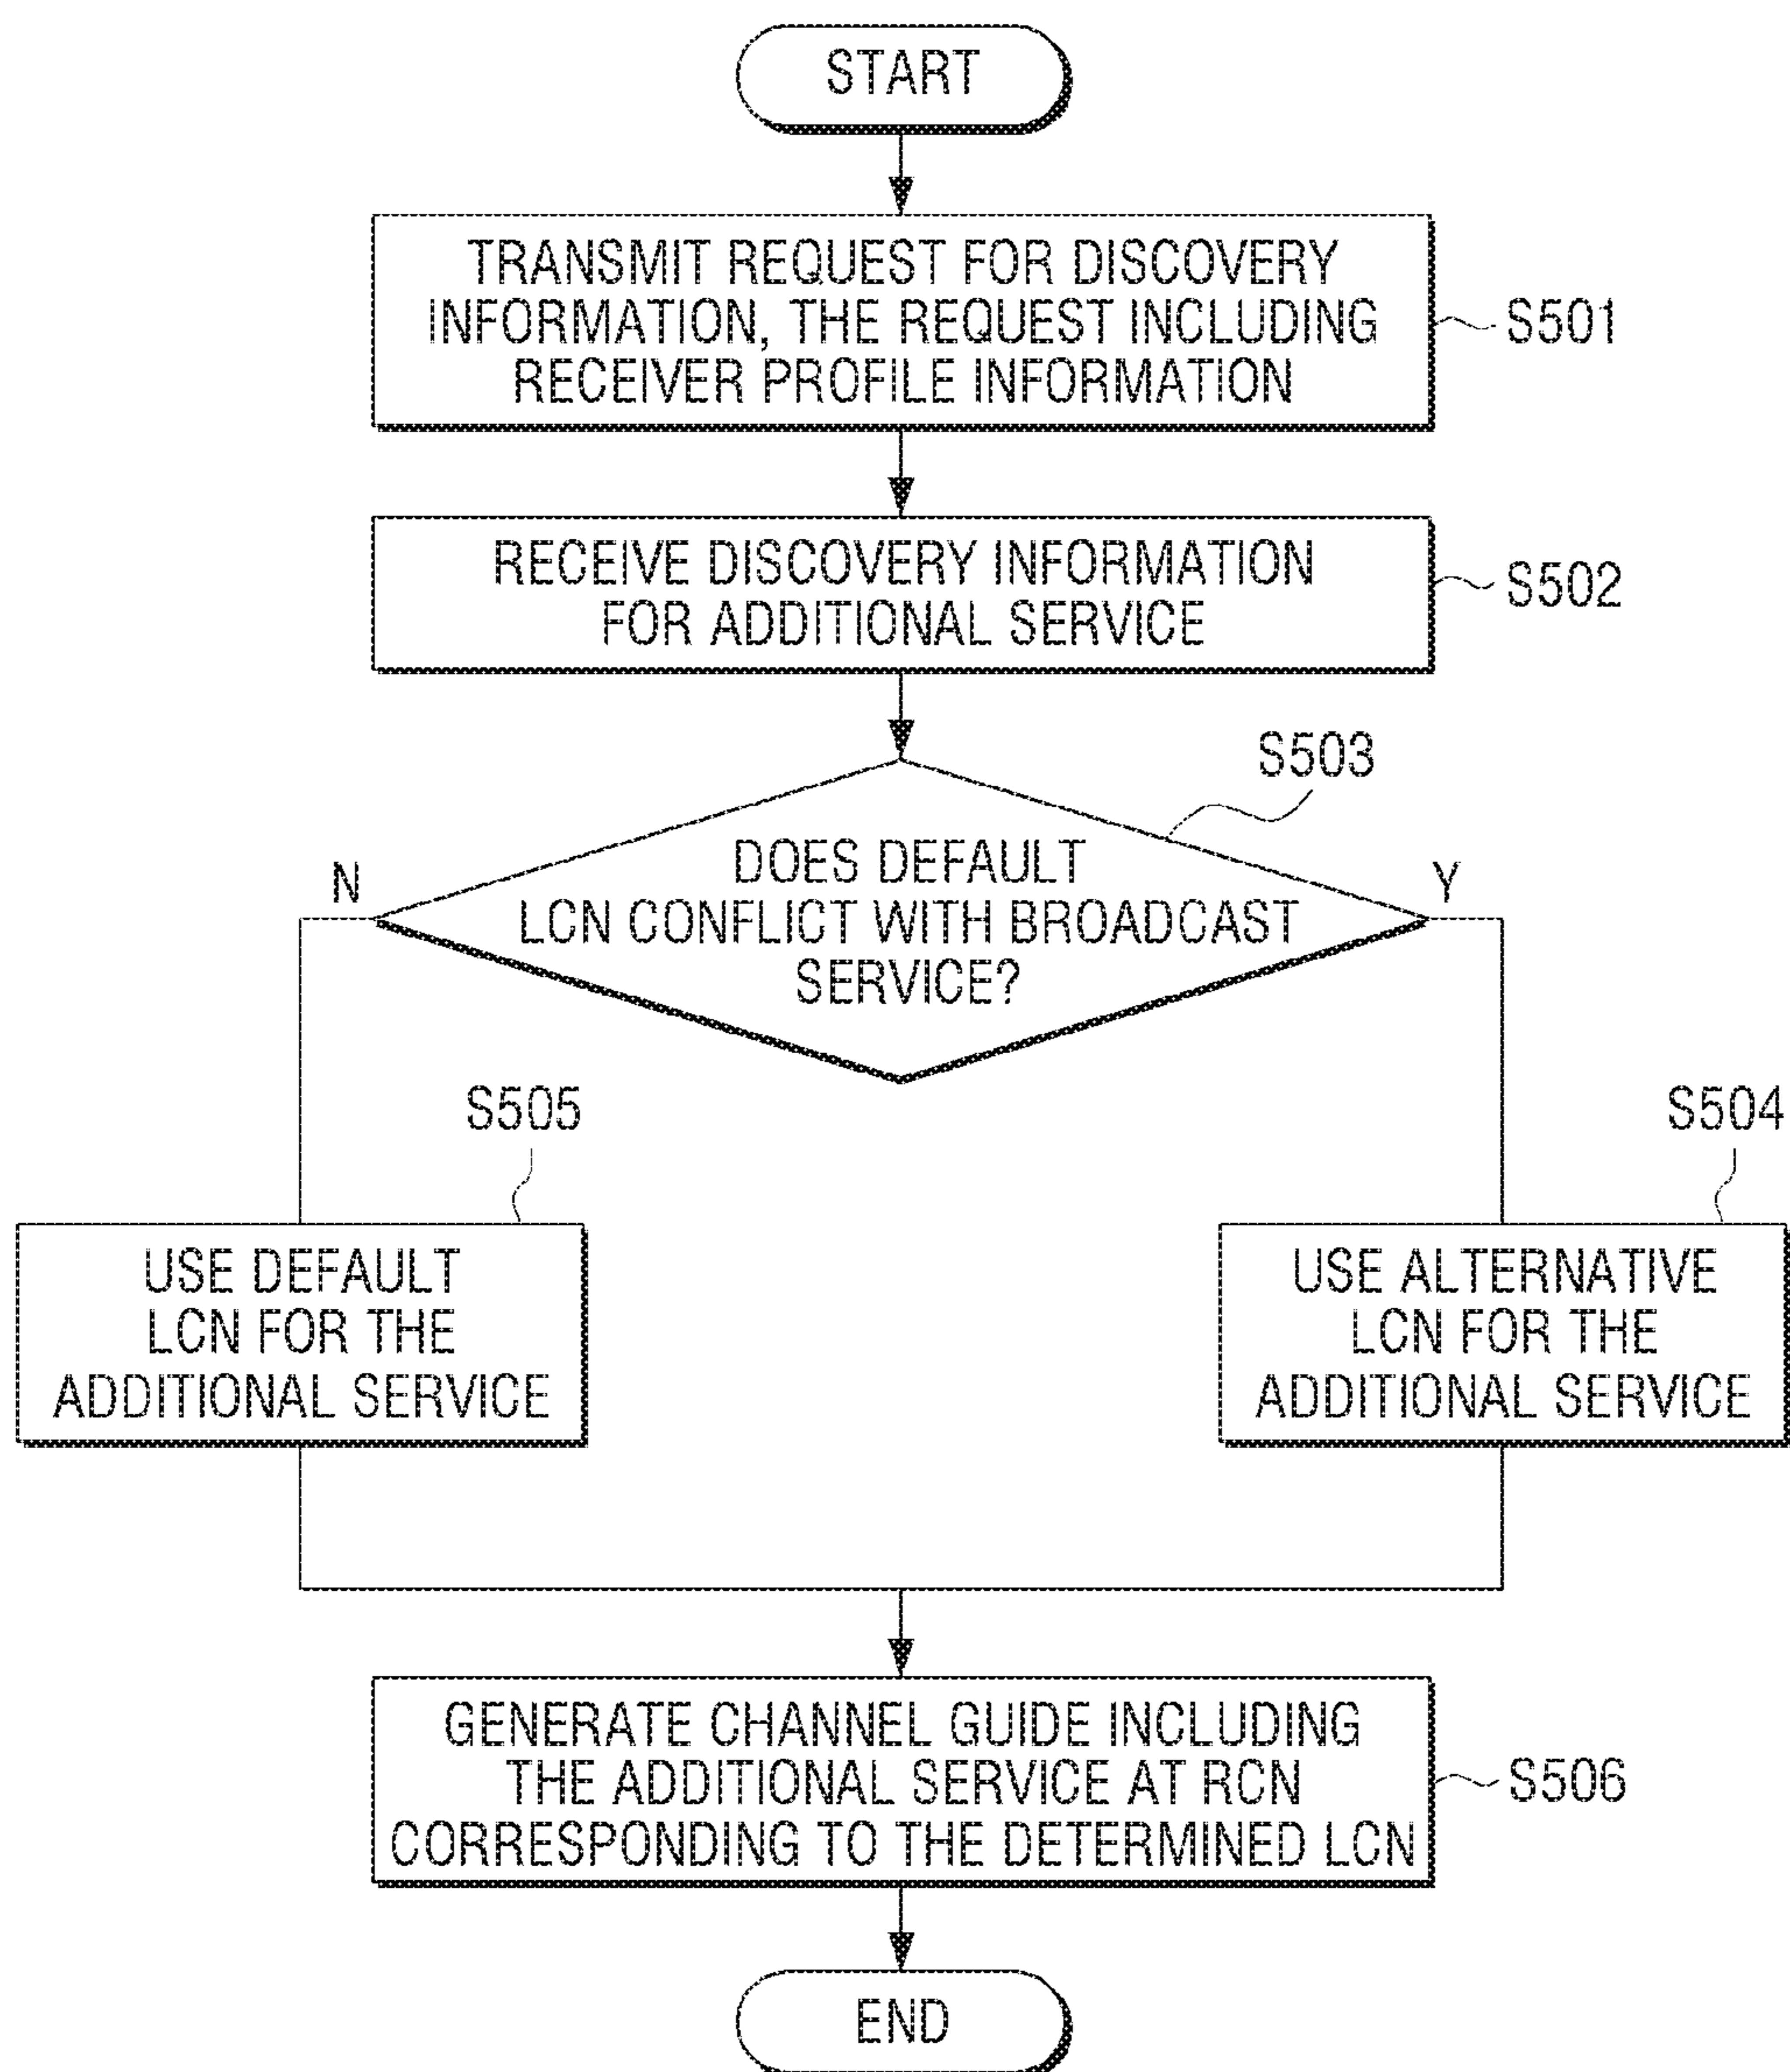 START
TRANSMIT REQUEST FOR DISCOVERY
INFORMATION, THE REQUEST INCLUDING
RECEIVER PROFILE INFORMATION
S501
RECEIVE DISCOVERY INFORMATION
FOR ADDITIONAL SERVICE
S502
S503
DOES DEFAULT
LCN CONFLICT WITH BROADCAST
SERVICE?
N
Y
S505
USE DEFAULT
LCN FOR THE
ADDITIONAL SERVICE
S504
USE ALTERNATIVE
LCN FOR THE
ADDITIONAL SERVICE
GENERATE CHANNEL GUIDE INCLUDING
THE ADDITIONAL SERVICE AT RCN
CORRESPONDING TO THE DETERMINED LCN
S506
END